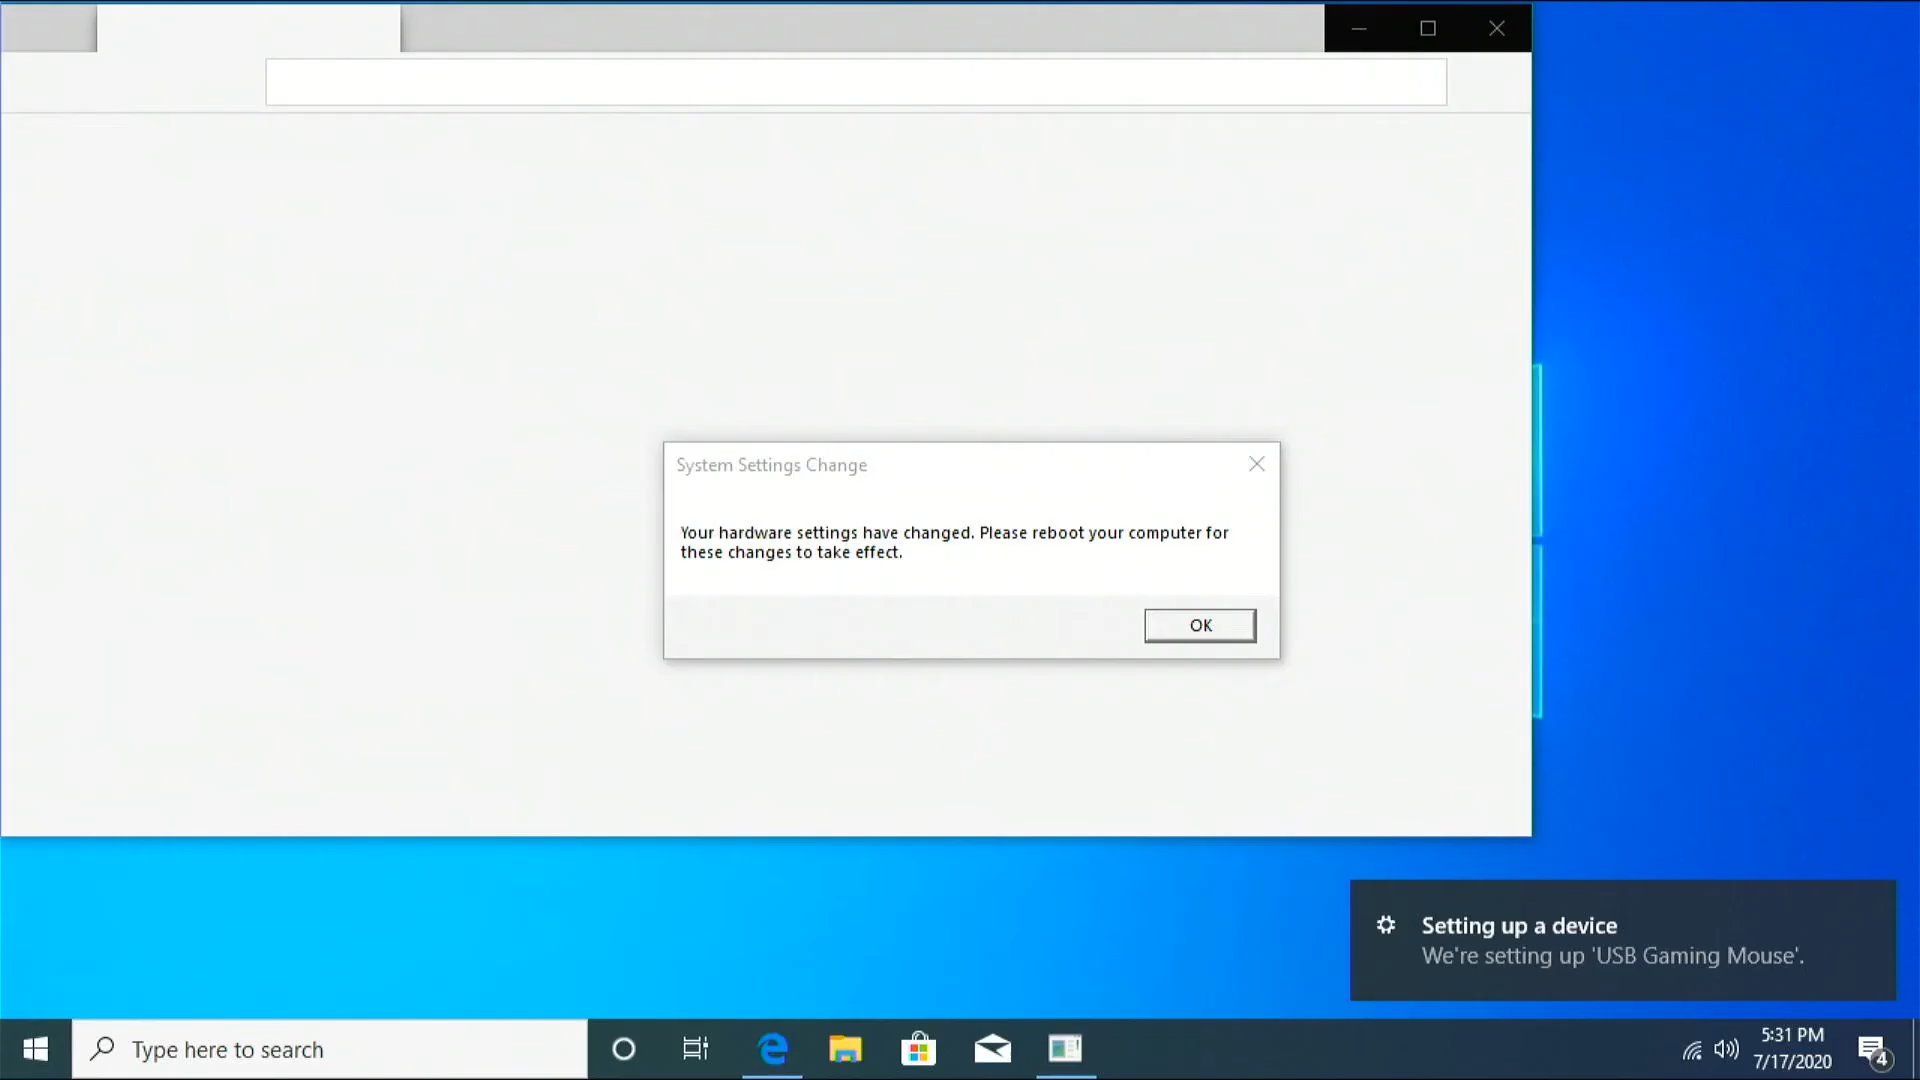 System Settings Change
Your hardware settings have changed. Please reboot your computer for
these changes to take effect.
OK
Setting up a device
We're setting up 'USB Gaming Mouse'.
Type here to search
5:31 PM
7/17/2020
4